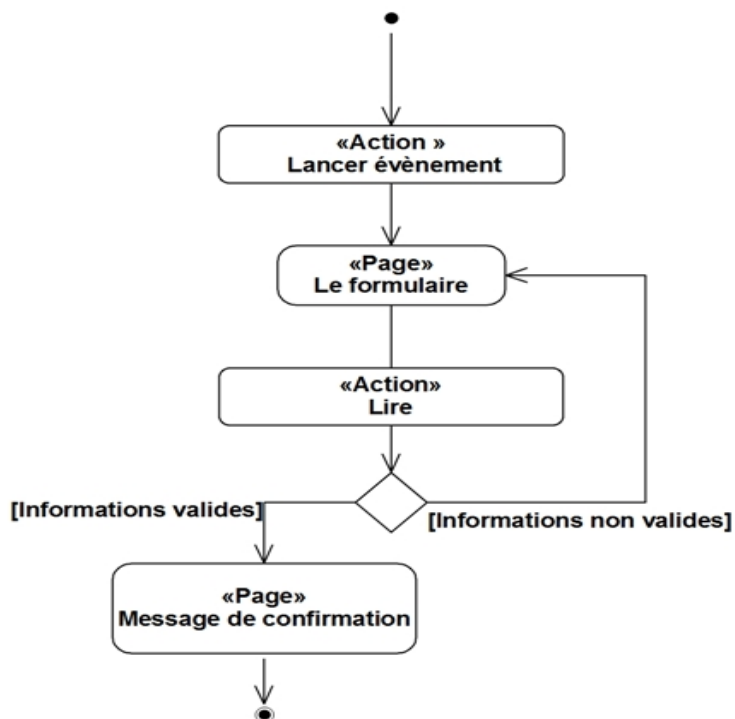 «Action »
Lancer évènement
«Page»
Le formulaire
«Action»
Lire
[Informations valides]
[Informations non valides]
«Page»
Message de confirmation